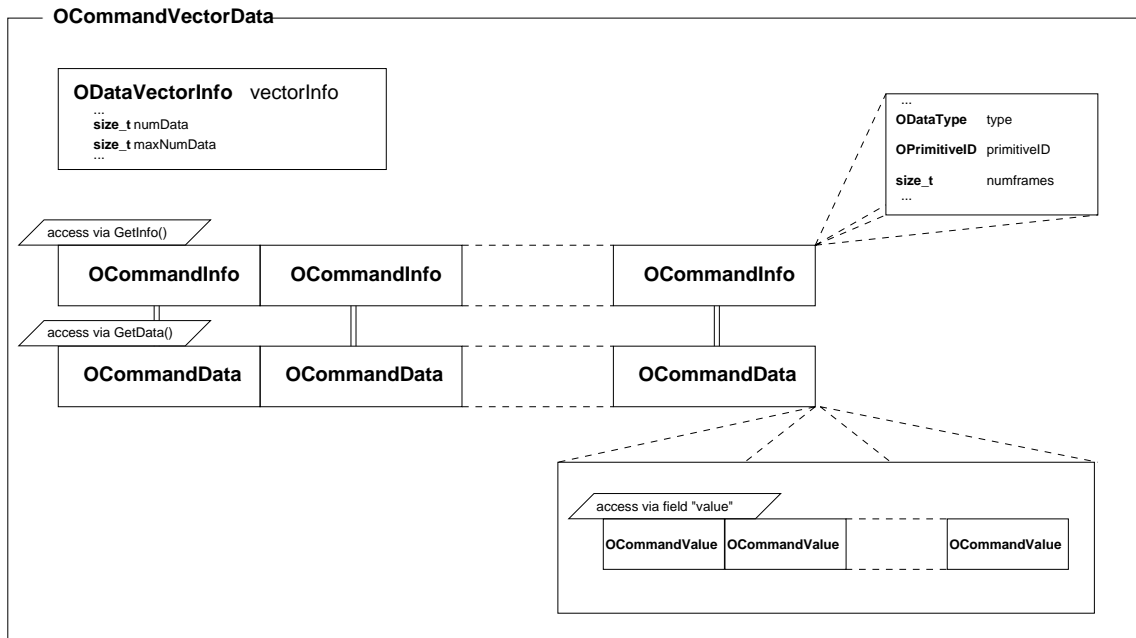 OCommandVectorData
ODataVectorInfo vectorInfo
...
size_t numData
size_t maxNumData
...
...
ODataType type
OPrimitiveID primitiveID
size_t numframes
...
access via GetInfo()
OCommandInfo OCommandInfo OCommandInfo
access via GetData()
OCommandData OCommandData OCommandData
access via field "value"
OCommandValue OCommandValue OCommandValue